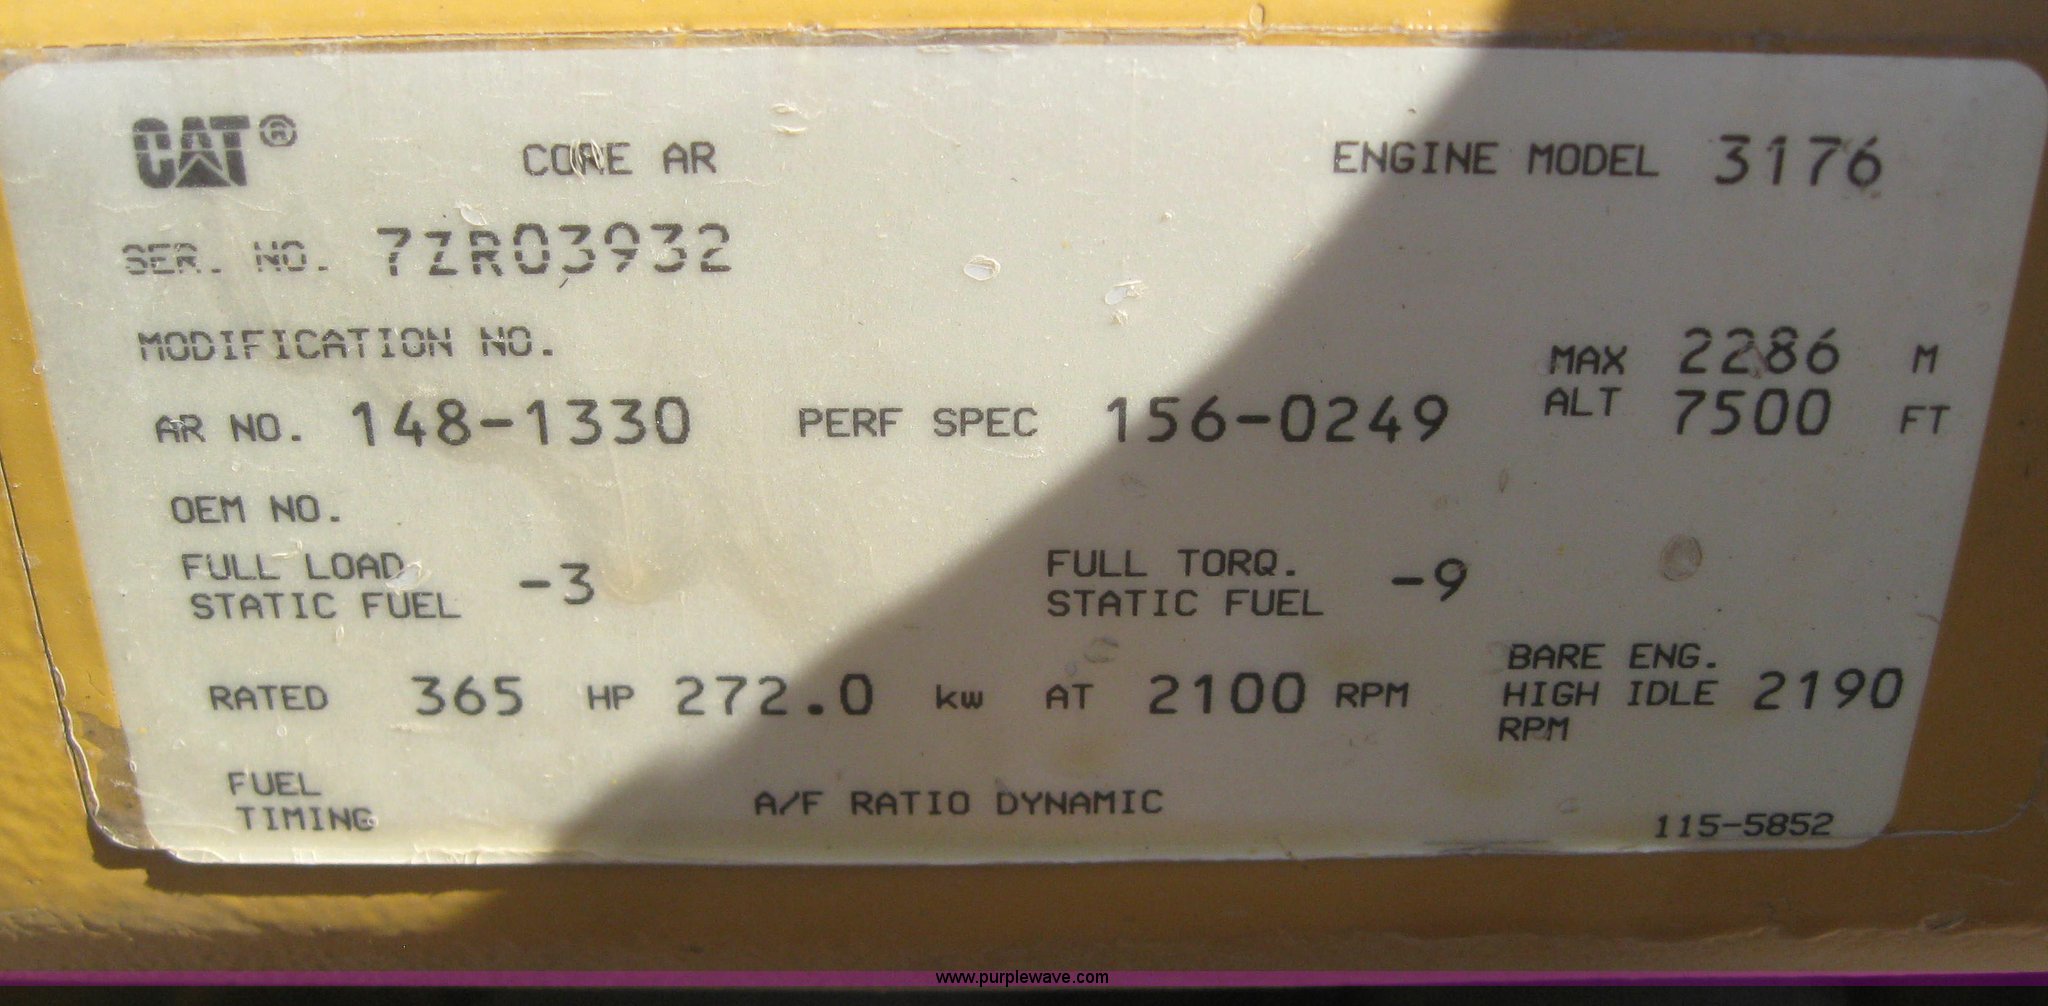 CAT® CORE AR ENGINE MODEL 3176
SER. NO. 7ZR03932
MODIFICATION NO.
MAX ALT 2286 M
7500 FT
AR NO. 148-1330 PERF SPEC 156-0249
OEM NO.
FULL LOAD STATIC FUEL -3
FULL TORQ. STATIC FUEL -9
RATED 365 HP 272.0 kw AT 2100 RPM
BARE ENG. HIGH IDLE RPM 2190
FUEL TIMING
A/F RATIO DYNAMIC
115-5852
www.purplewave.com